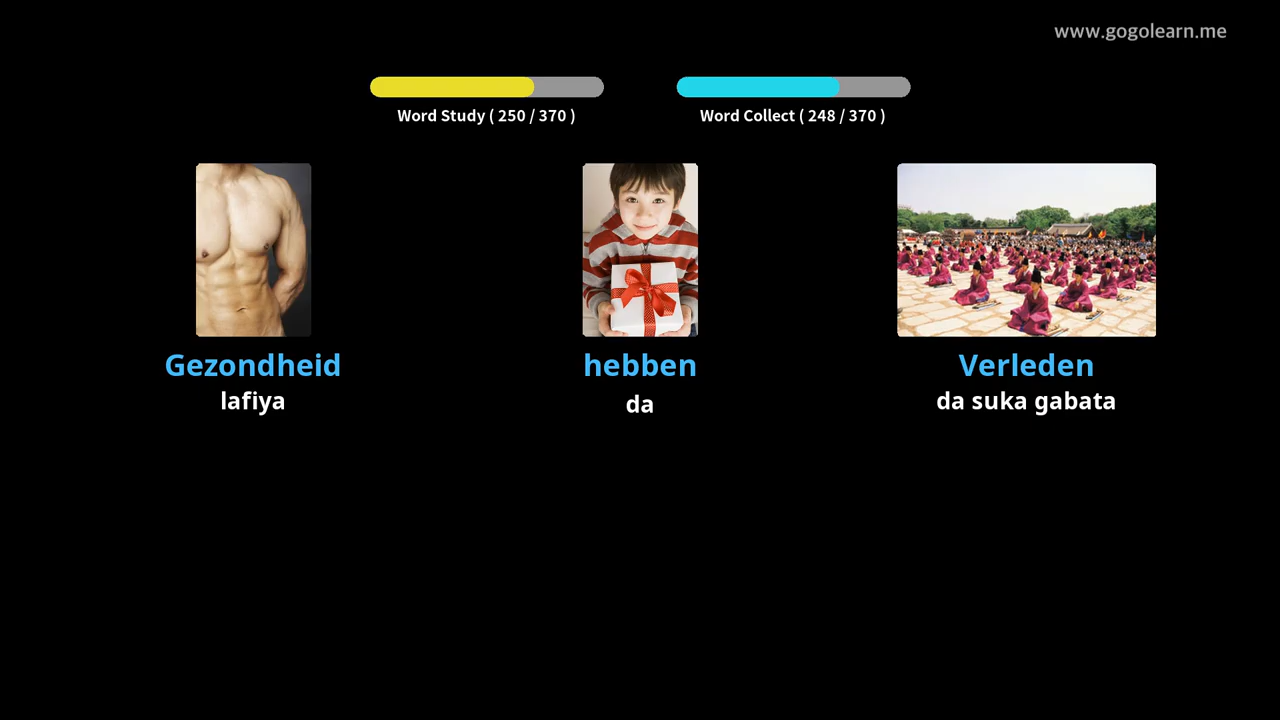 www.gogolearn.me
Word Study ( 250 / 370 )
Word Collect ( 248 / 370 )
Gezondheid
lafiya
hebben
da
Verleden
da suka gabata